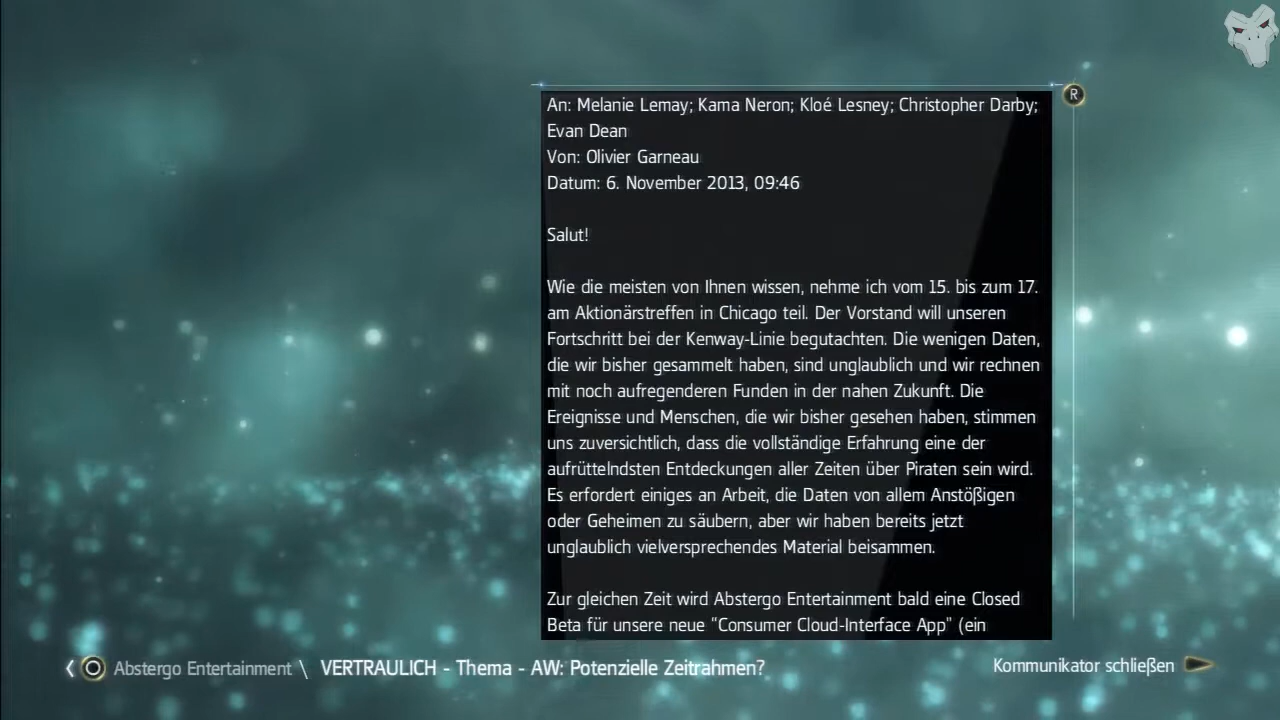 An: Melanie Lemay; Kama Neron; Kloé Lesney; Christopher Darby;
Evan Dean
Von: Olivier Garneau
Datum: 6. November 2013, 09:46
Salut!
Wie die meisten von Ihnen wissen, nehme ich vom 15. bis zum 17.
am Aktionärstreffen in Chicago teil. Der Vorstand will unseren
Fortschritt bei der Kenway-Linie begutachten. Die wenigen Daten,
die wir bisher gesammelt haben, sind unglaublich und wir rechnen
mit noch aufregenderen Funden in der nahen Zukunft. Die
Ereignisse und Menschen, die wir bisher gesehen haben, stimmen
uns zuversichtlich, dass die vollständige Erfahrung eine der
aufrüttelndsten Entdeckungen aller Zeiten über Piraten sein wird.
Es erfordert einiges an Arbeit, die Daten von allem Anstößigen
oder Geheimen zu säubern, aber wir haben bereits jetzt
unglaublich vielversprechendes Material beisammen.
Zur gleichen Zeit wird Abstergo Entertainment bald eine Closed
Beta für unsere neue "Consumer Cloud-Interface App" (ein
R
Abstergo Entertainment \ VERTRAULICH - Thema - AW: Potenzielle Zeitrahmen?
Kommunikator schließen